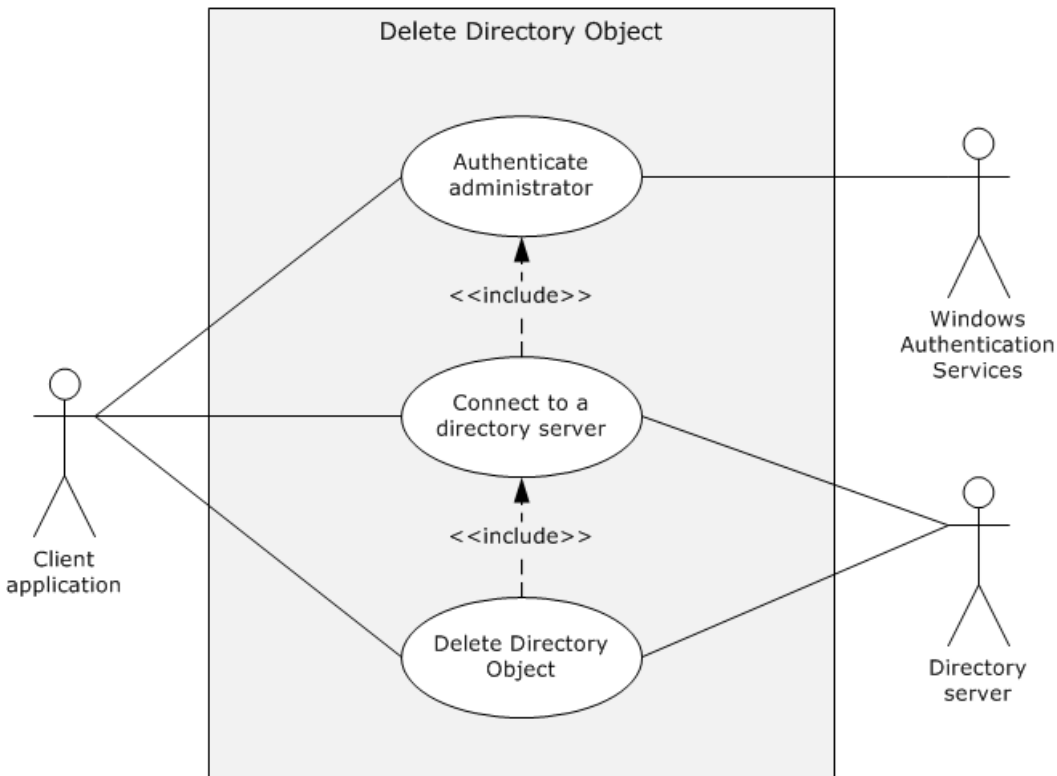 Delete Directory Object
Authenticate
administrator
<<include>>
Windows
Authentication
Services
Connect to a
directory server
<<include>>
Client
application
Delete Directory
Object
Directory
server